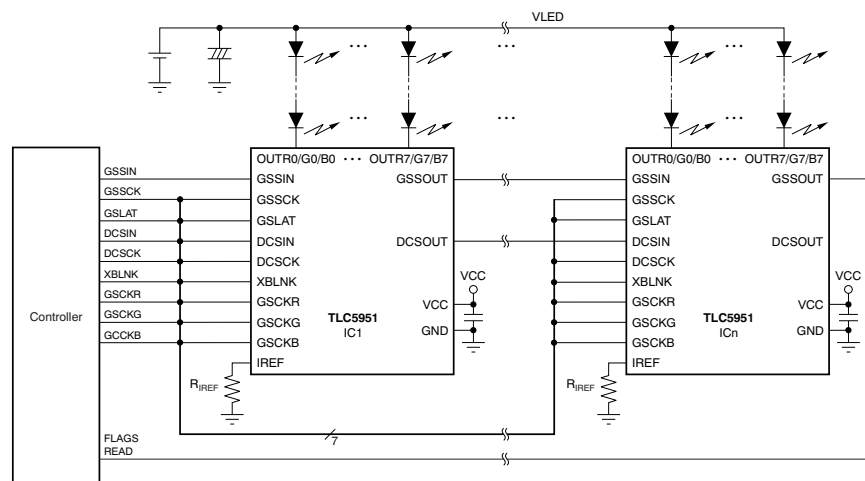 VLED
OUTR0/G0/B0 ••• OUTR7/G7/B7
OUTR0/G0/B0 ••• OUTR7/G7/B7
Controller
GSSIN
GSSCK
GSLAT
DCSIN
DCSCK
XBLNK
GSCKR
GSCKG
GCCKB
FLAGS
READ
GSSIN
GSSCK
GSLAT
DCSIN
DCSCK
XBLNK
GSCKR
GSCKG
GSCKB
IREF
GSSOUT
DCSOUT
VCC
VCC
GND
TLC5951
IC1
RIREF
7
GSSIN
GSSCK
GSLAT
DCSIN
DCSCK
XBLNK
GSCKR
GSCKG
GSCKB
IREF
GSSOUT
DCSOUT
VCC
VCC
GND
TLC5951
ICn
RIREF